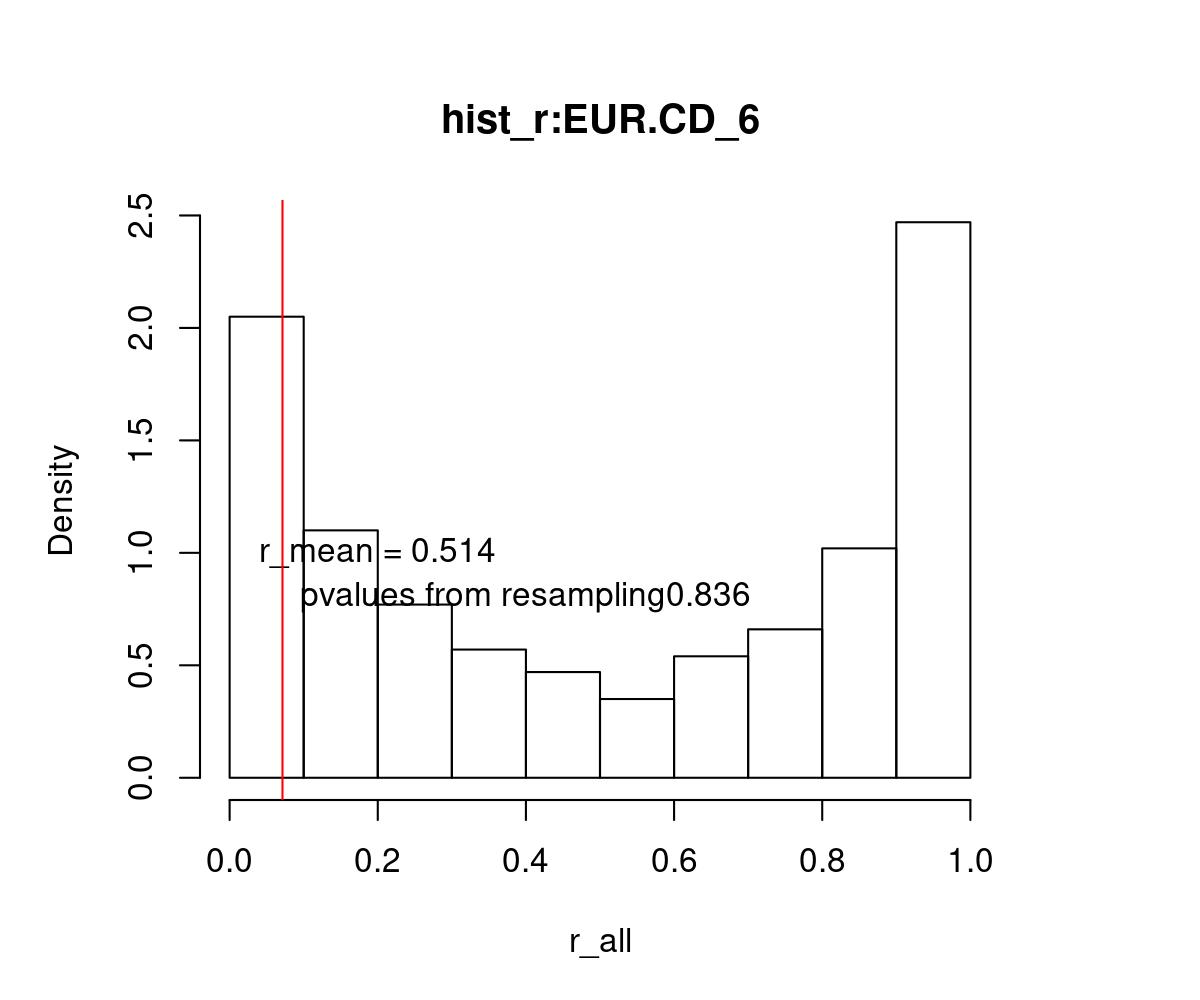 hist_r:EUR.CD_6
2.5
2.0
1.5
1.0
0.5
0.0
Density
r_mean = 0.514
pvalues from resampling0.836
0.0 0.2 0.4 0.6 0.8 1.0
r_all